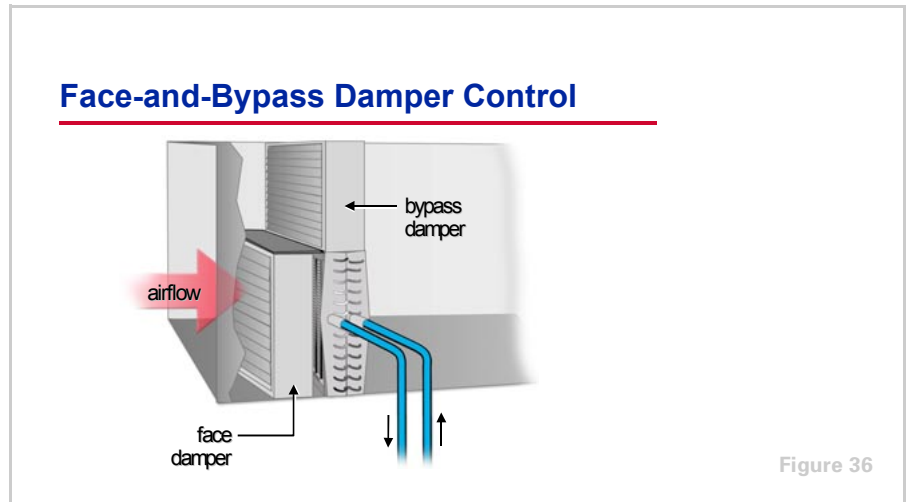 Face-and-Bypass Damper Control
bypass
damper
airflow
face
damper
Figure 36